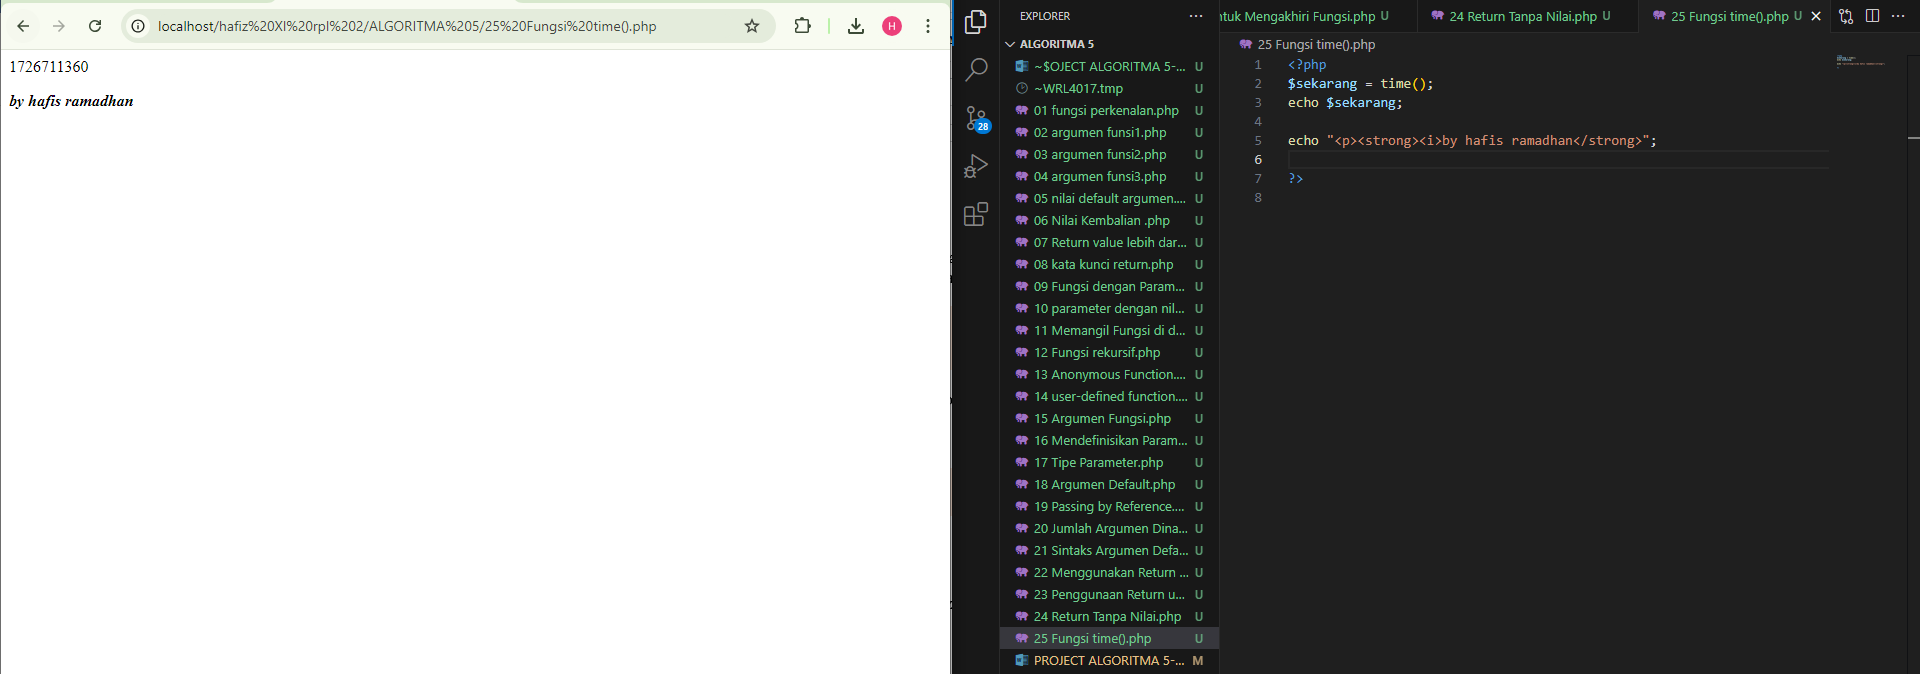 localhost/hafiz%20XI%20rpl%202/ALGORITMA%205/25%20Fungsi%20time().php
H
1726711360
by hafis ramadhan
28
EXPLORER
ALGORITMA 5
~$OJECT ALGORITMA 5-... U
~WRL4017.tmp U
01 fungsi perkenalan.php U
02 argumen funsi1.php U
03 argumen funsi2.php U
04 argumen funsi3.php U
05 nilai default argumen.... U
06 Nilai Kembalian .php U
07 Return value lebih dar... U
08 kata kunci return.php U
09 Fungsi dengan Param... U
10 parameter dengan nil... U
11 Memangil Fungsi di d... U
12 Fungsi rekursif.php U
13 Anonymous Function.... U
14 user-defined function.... U
15 Argumen Fungsi.php U
16 Mendefinisikan Param... U
17 Tipe Parameter.php U
18 Argumen Default.php U
19 Passing by Reference.... U
20 Jumlah Argumen Dina... U
21 Sintaks Argumen Defa... U
22 Menggunakan Return ... U
23 Penggunaan Return u... U
24 Return Tanpa Nilai.php U
25 Fungsi time().php U
PROJECT ALGORITMA 5-... M
ntuk Mengakhiri Fungsi.php U
24 Return Tanpa Nilai.php U
25 Fungsi time().php U
25 Fungsi time().php
1 <?php
2 $sekarang = time();
3 echo $sekarang;
4
5 echo "<p><strong><i>by hafis ramadhan</strong>";
6
7 ?>
8